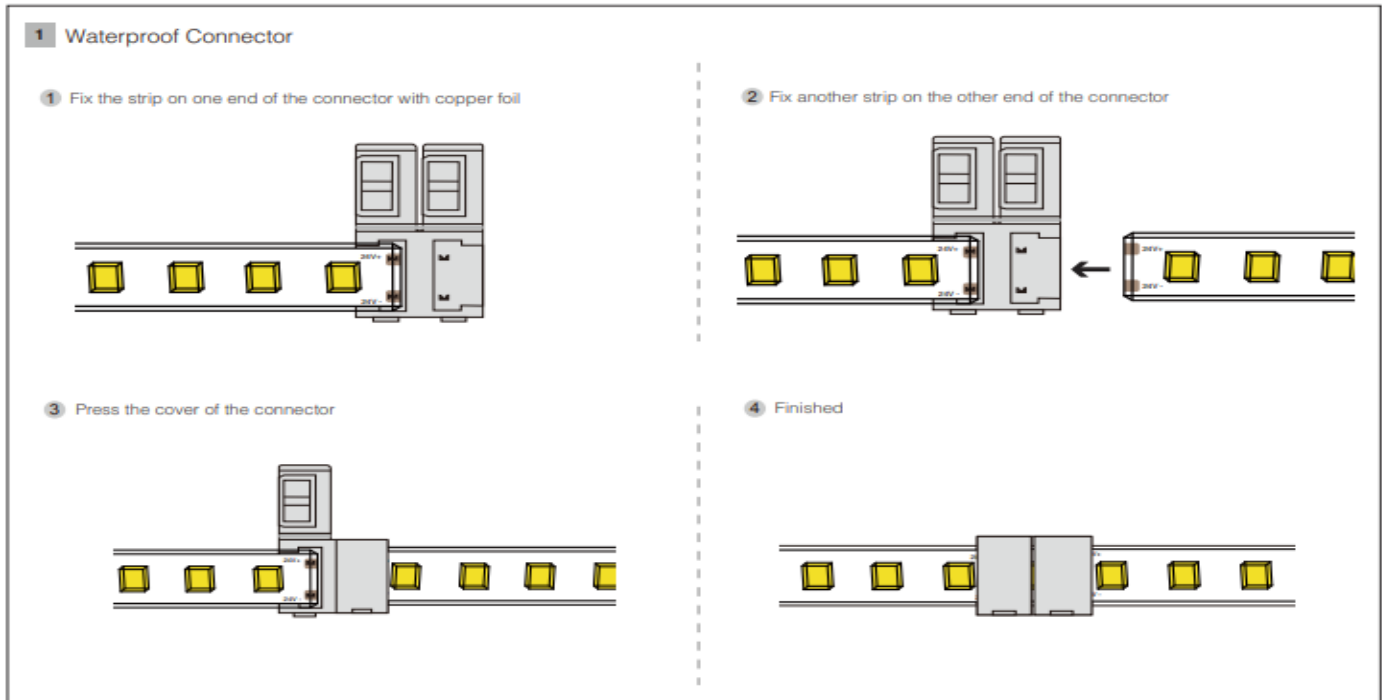 1 Waterproof Connector
1 Fix the strip on one end of the connector with copper foil
24V+
24V-
2 Fix another strip on the other end of the connector
24V+
24V-
24V+
24V-
3 Press the cover of the connector
24V+
24V-
4 Finished